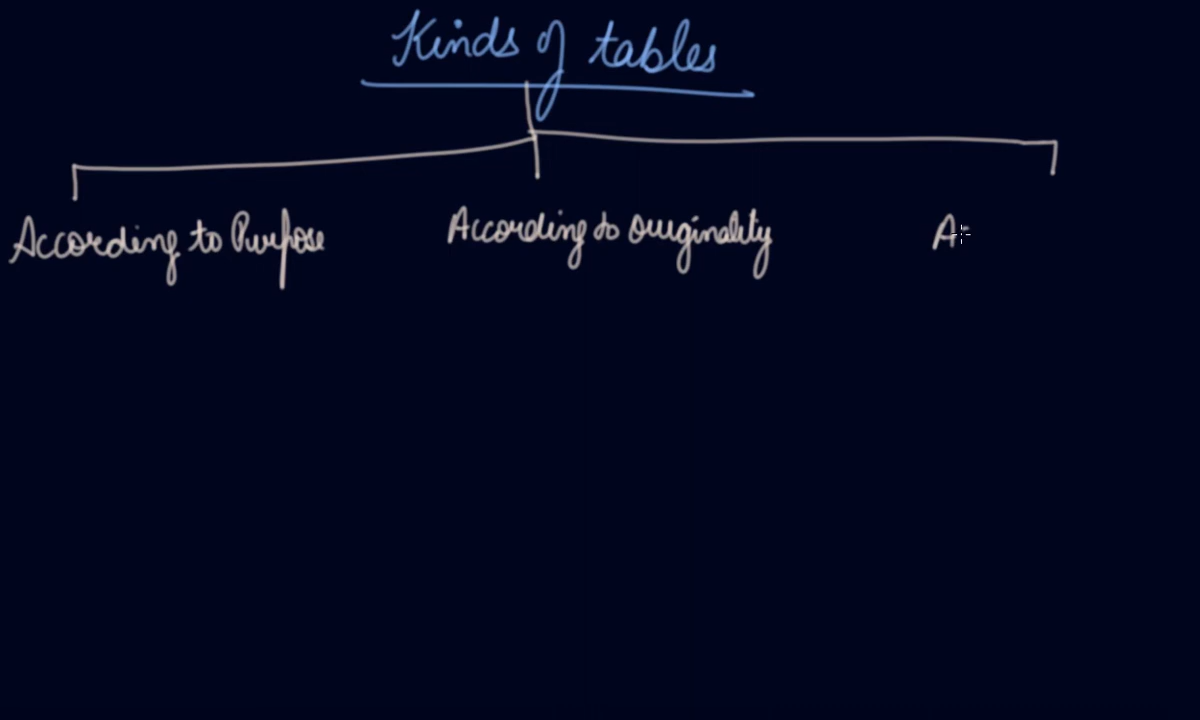 Kinds of tables
According to Purpose
According to Originality
A